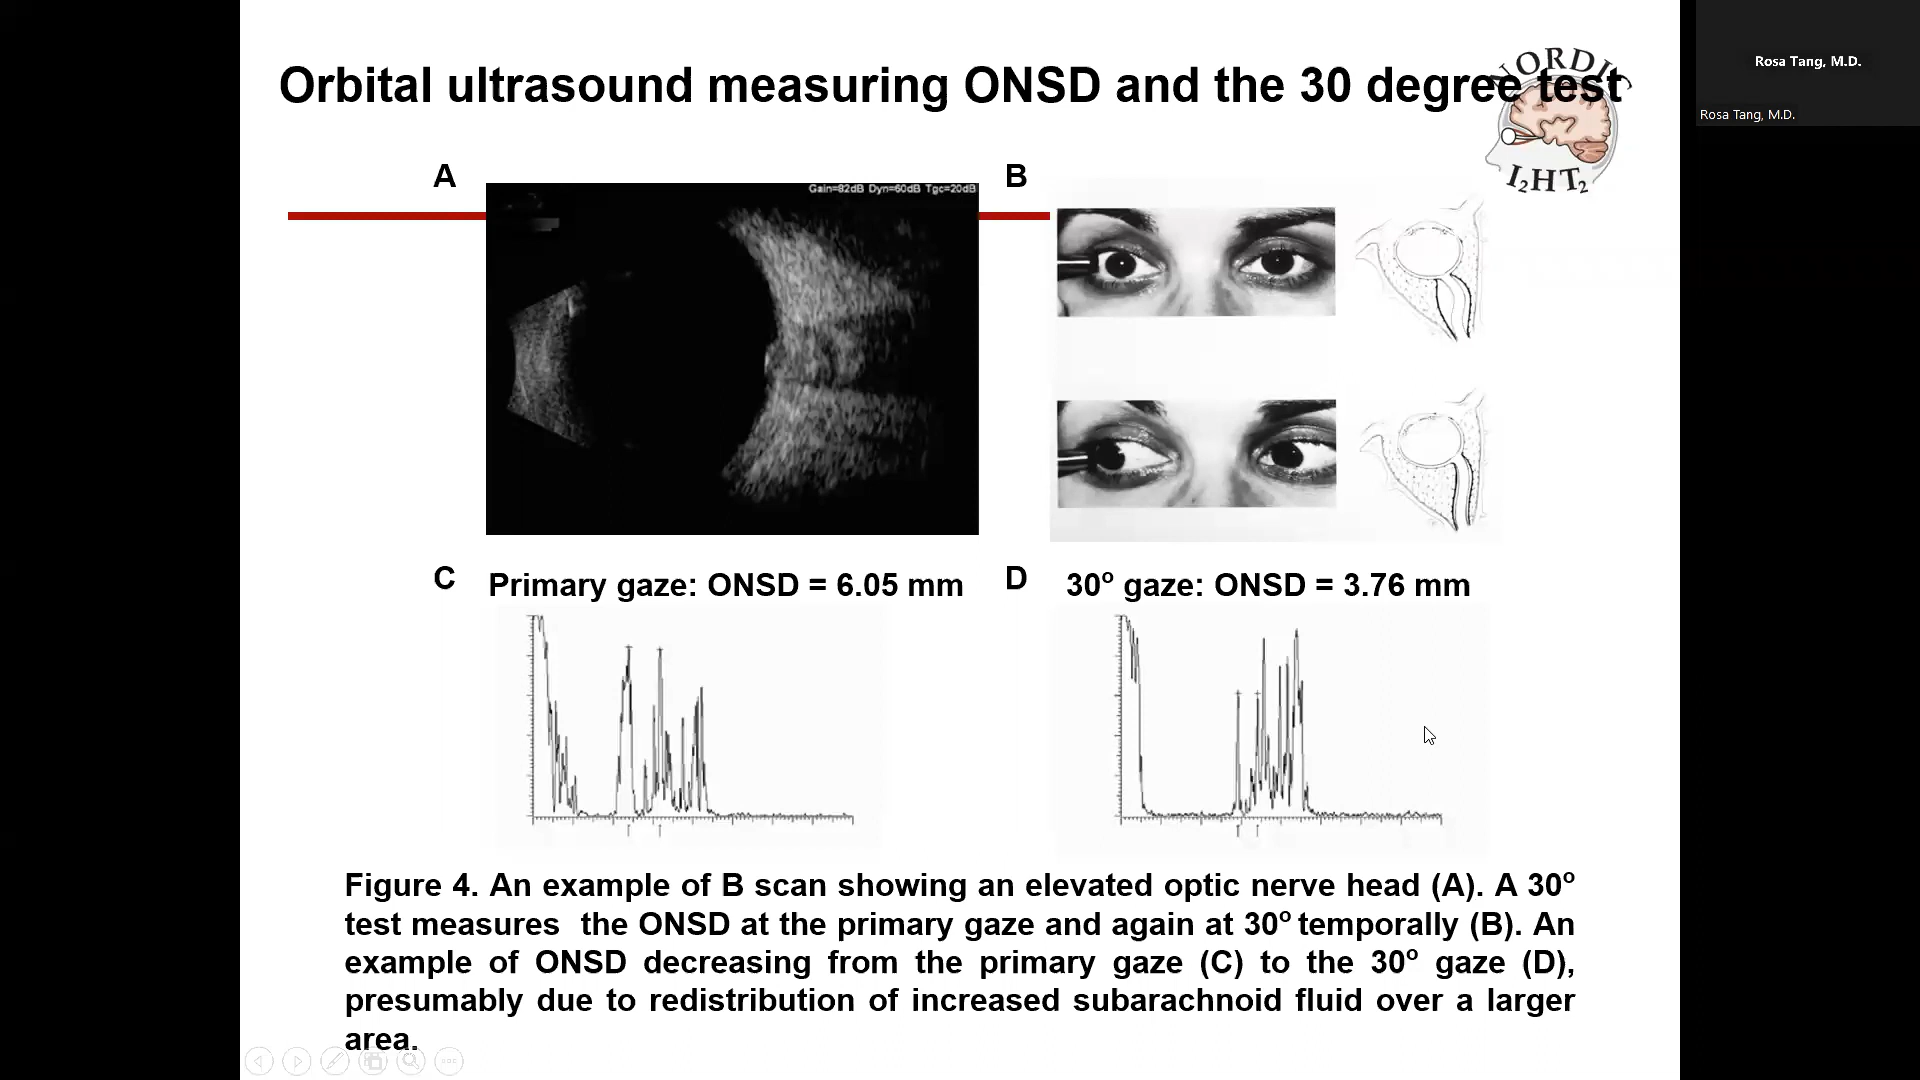 Orbital ultrasound measuring ONSD and the 30 degree test
NORDIC
I2HT2
Rosa Tang, M.D.
Rosa Tang, M.D.
A
B
Gain=82dB Dyn=60dB Tgc=20dB
C
Primary gaze: ONSD = 6.05 mm
D
30º gaze: ONSD = 3.76 mm
Figure 4. An example of B scan showing an elevated optic nerve head (A). A 30º
test measures the ONSD at the primary gaze and again at 30º temporally (B). An
example of ONSD decreasing from the primary gaze (C) to the 30º gaze (D),
presumably due to redistribution of increased subarachnoid fluid over a larger
area.